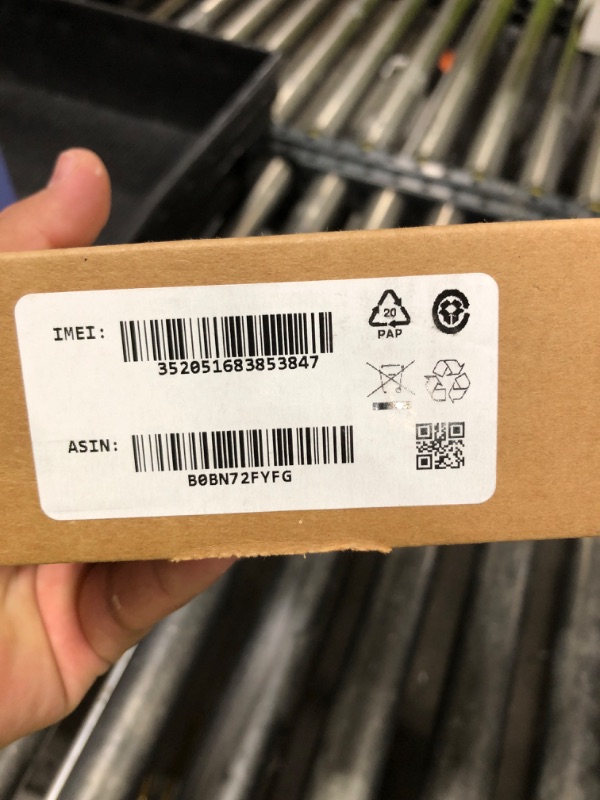 IMEI:
352051683853847
20
PAP
ASIN:
B0BN72FYFG